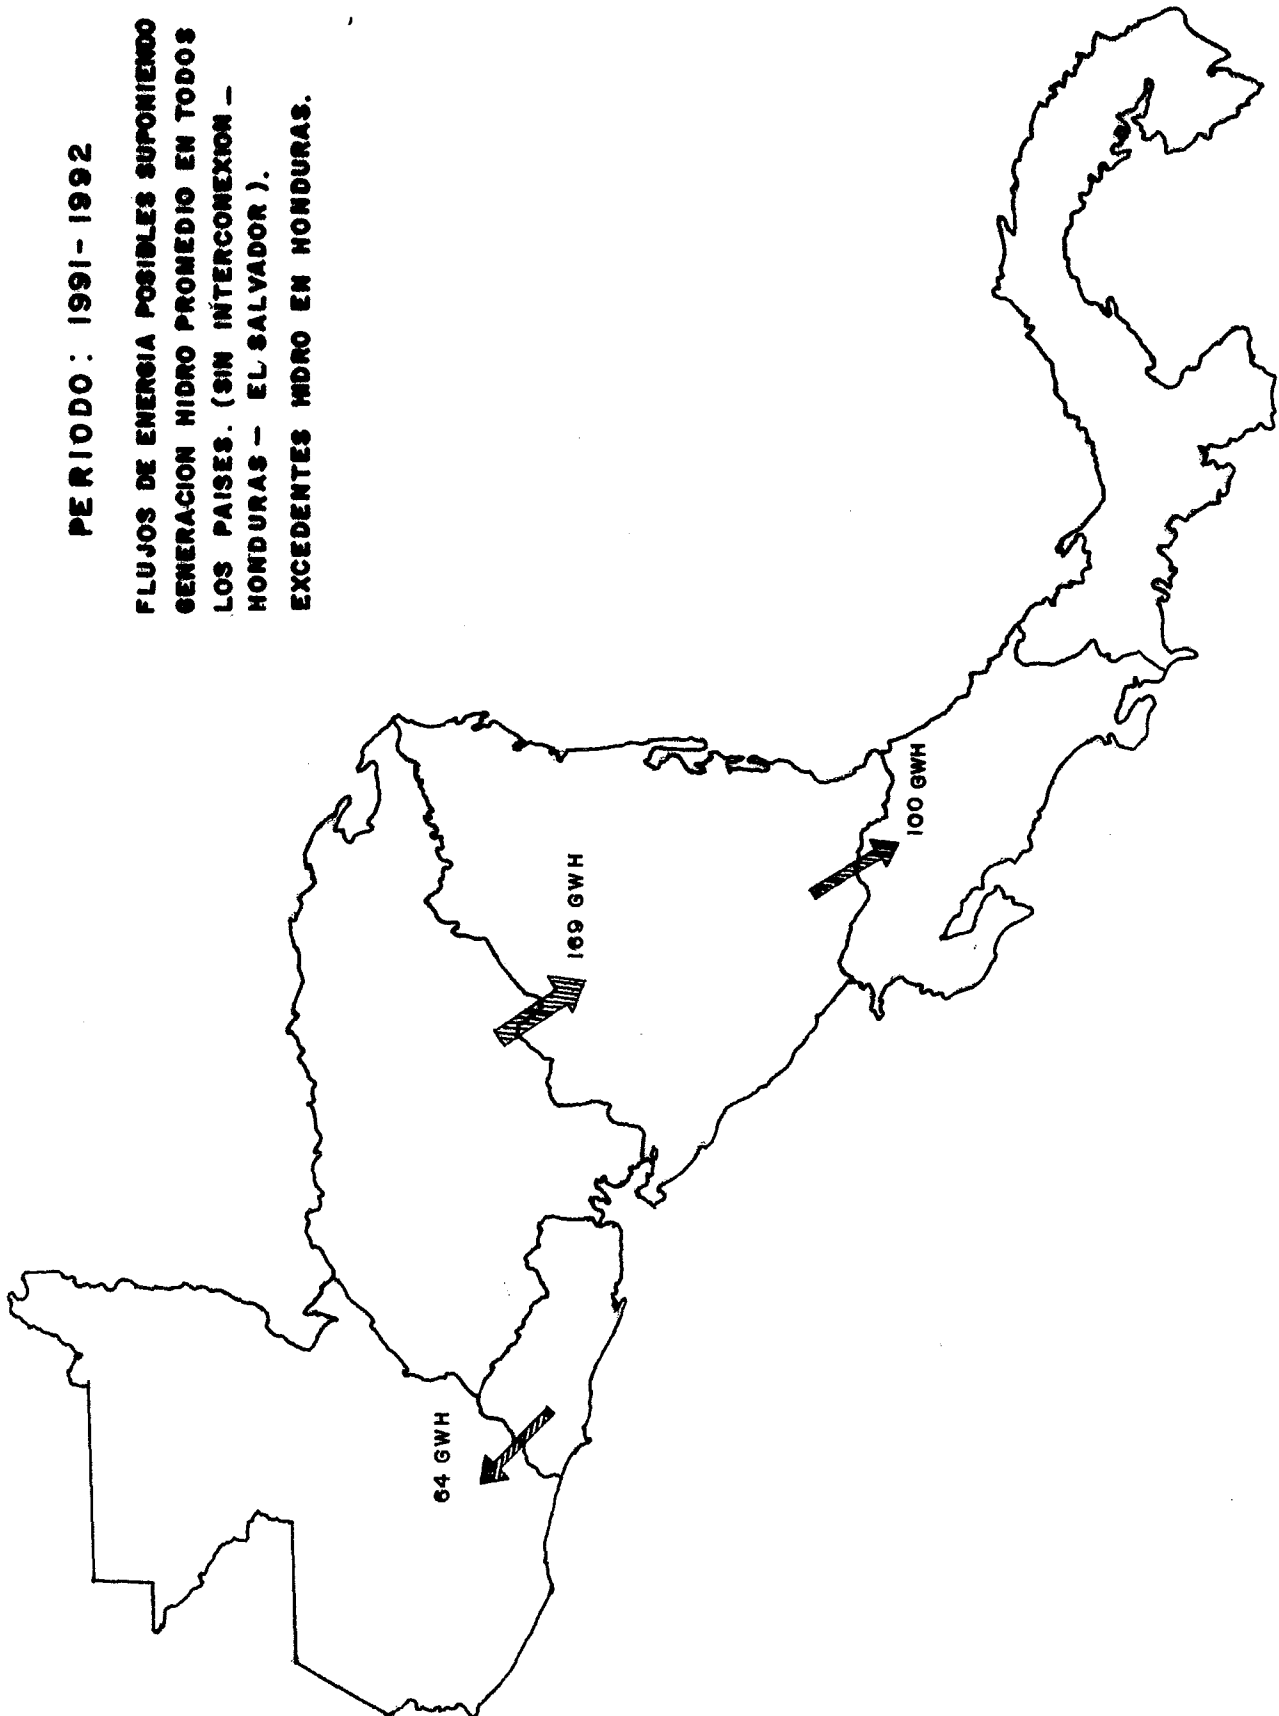 PERIODO: 1991-1992
FLUJOS DE ENERGIA POSIBLES SUPONIENDO
GENERACION HIDRO PROMEDIO EN TODOS
LOS PAISES. (SIN INTERCONEXION -
HONDURAS - EL SALVADOR).
EXCEDENTES HIDRO EN HONDURAS.
64 GWH
169 GWH
100 GWH